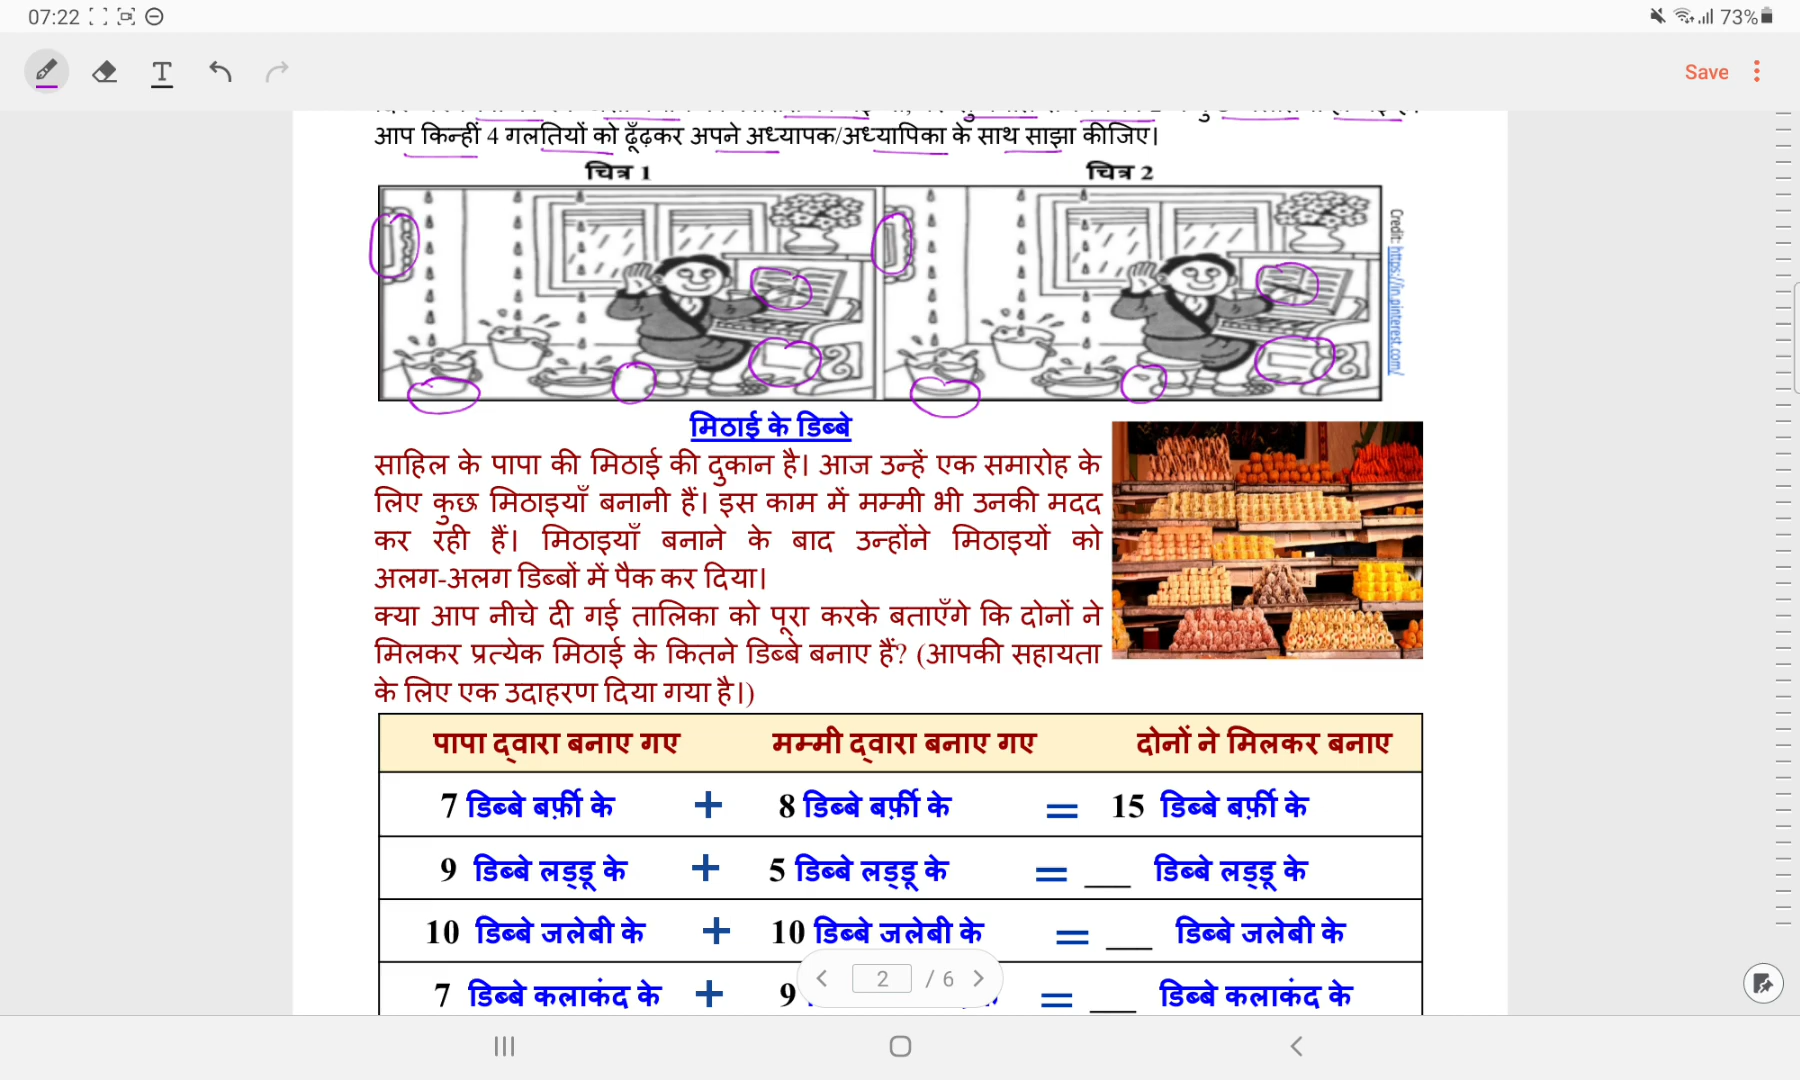 07:22
73%
T
Save
आप किन्हीं 4 गलतियों को ढूँढ़कर अपने अध्यापक/अध्यापिका के साथ साझा कीजिए।
चित्र 1
चित्र 2
Credit: https://in.pinterest.com/
मिठाई के डिब्बे
साहिल के पापा की मिठाई की दुकान है। आज उन्हें एक समारोह के
लिए कुछ मिठाइयाँ बनानी हैं। इस काम में मम्मी भी उनकी मदद
कर रही हैं। मिठाइयाँ बनाने के बाद उन्होंने मिठाइयों को
अलग-अलग डिब्बों में पैक कर दिया।
क्या आप नीचे दी गई तालिका को पूरा करके बताएँगे कि दोनों ने
मिलकर प्रत्येक मिठाई के कितने डिब्बे बनाए हैं? (आपकी सहायता
के लिए एक उदाहरण दिया गया है।)
पापा द्वारा बनाए गए मम्मी द्वारा बनाए गए दोनों ने मिलकर बनाए
7 डिब्बे बर्फ़ी के + 8 डिब्बे बर्फ़ी के = 15 डिब्बे बर्फ़ी के
9 डिब्बे लड्डू के + 5 डिब्बे लड्डू के = ___ डिब्बे लड्डू के
10 डिब्बे जलेबी के + 10 डिब्बे जलेबी के = ___ डिब्बे जलेबी के
7 डिब्बे कलाकंद के + 9 = ___ डिब्बे कलाकंद के
2 / 6